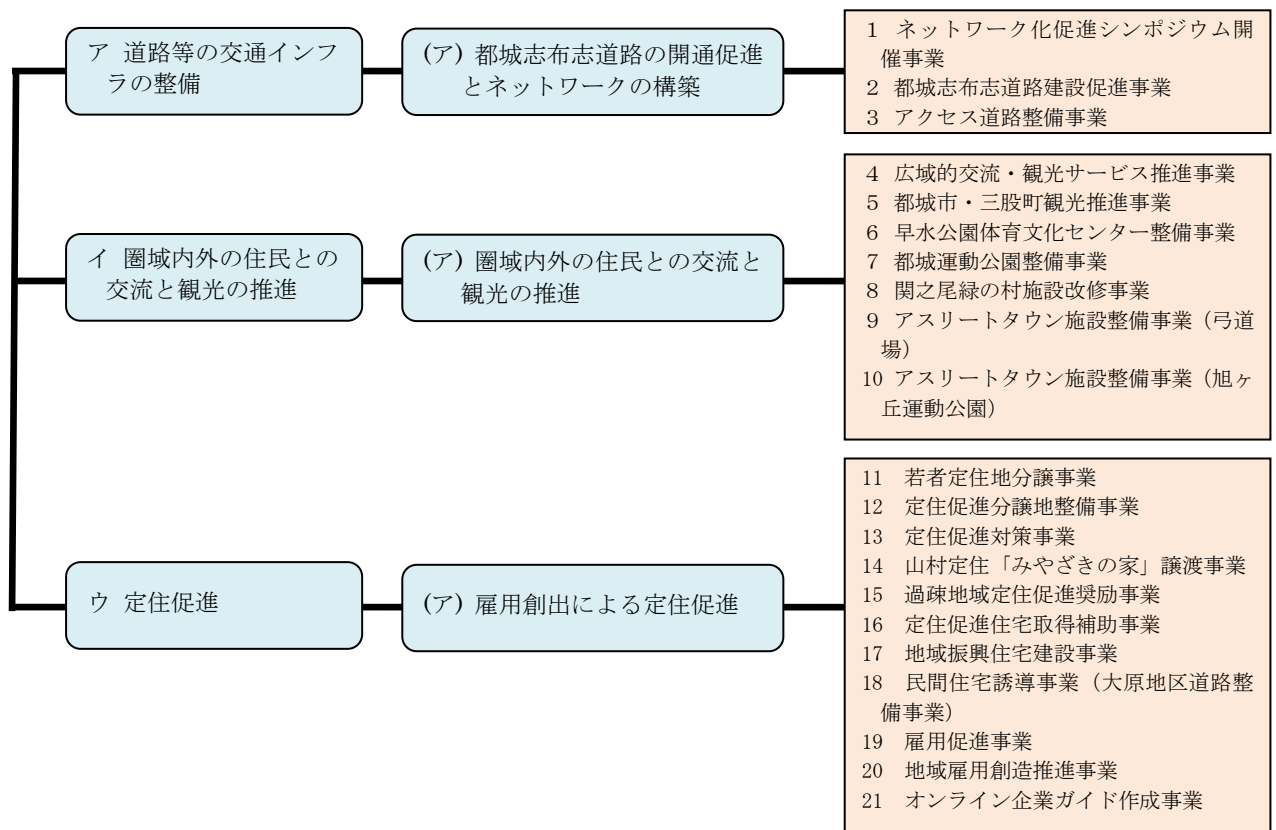 ア 道路等の交通インフ
ラの整備
(ア) 都城志布志道路の開通促進
とネットワークの構築
1 ネットワーク化促進シンポジウム開
催事業
2 都城志布志道路建設促進事業
3 アクセス道路整備事業
イ 圏域内外の住民との
交流と観光の推進
(ア) 圏域内外の住民との交流と
観光の推進
4 広域的交流・観光サービス推進事業
5 都城市・三股町観光推進事業
6 早水公園体育文化センター整備事業
7 都城運動公園整備事業
8 関之尾緑の村施設改修事業
9 アスリートタウン施設整備事業（弓道
場）
10 アスリートタウン施設整備事業（旭ヶ
丘運動公園）
ウ 定住促進
(ア) 雇用創出による定住促進
11 若者定住地分譲事業
12 定住促進分譲地整備事業
13 定住促進対策事業
14 山村定住「みやざきの家」譲渡事業
15 過疎地域定住促進奨励事業
16 定住促進住宅取得補助事業
17 地域振興住宅建設事業
18 民間住宅誘導事業（大原地区道路整
備事業）
19 雇用促進事業
20 地域雇用創造推進事業
21 オンライン企業ガイド作成事業